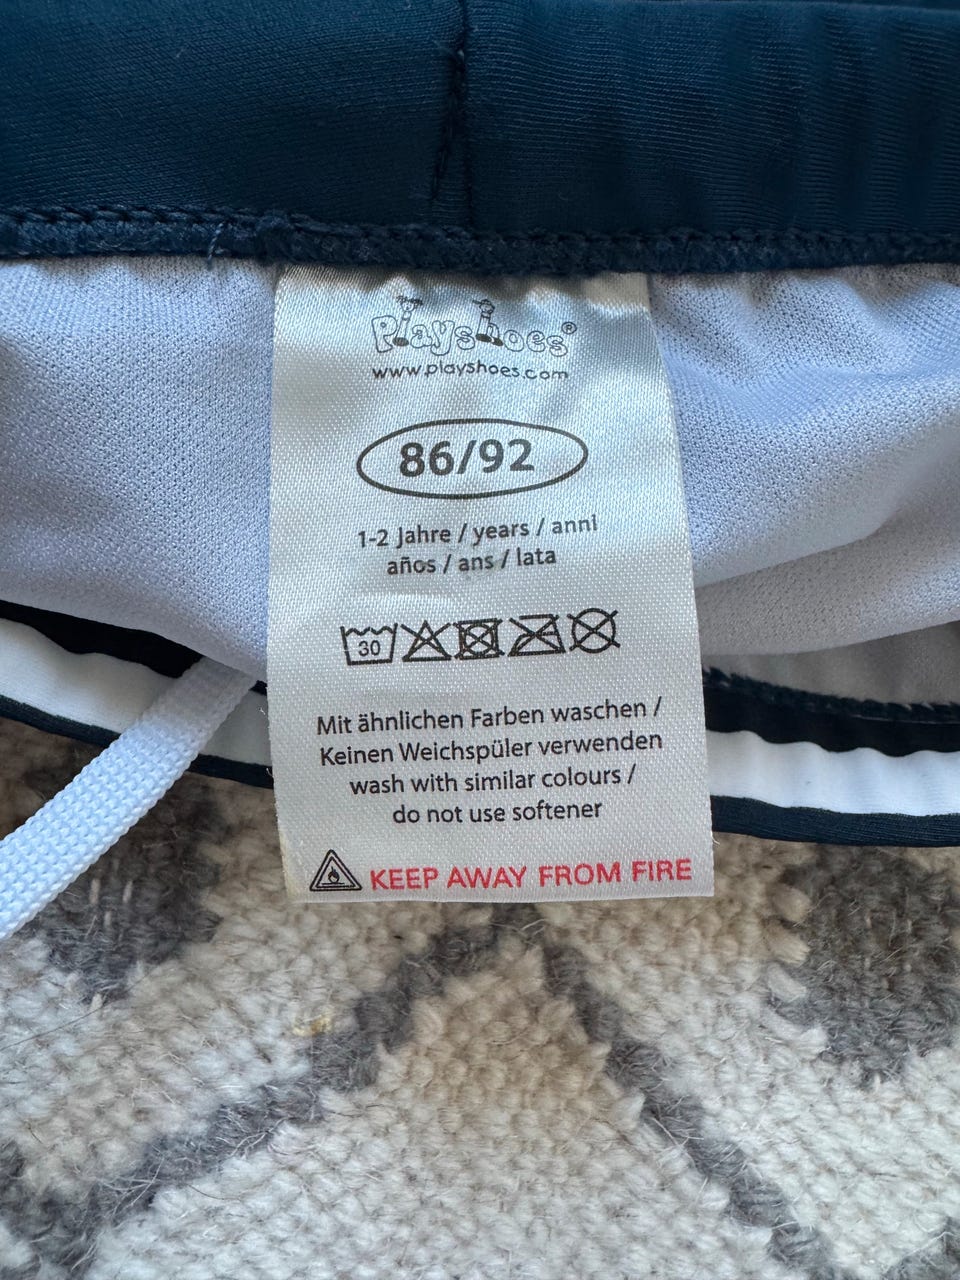 Playshoes®
www.playshoes.com
86/92
1-2 Jahre / years / anni
años / ans / lata
30
Mit ähnlichen Farben waschen /
Keinen Weichspüler verwenden
wash with similar colours /
do not use softener
KEEP AWAY FROM FIRE